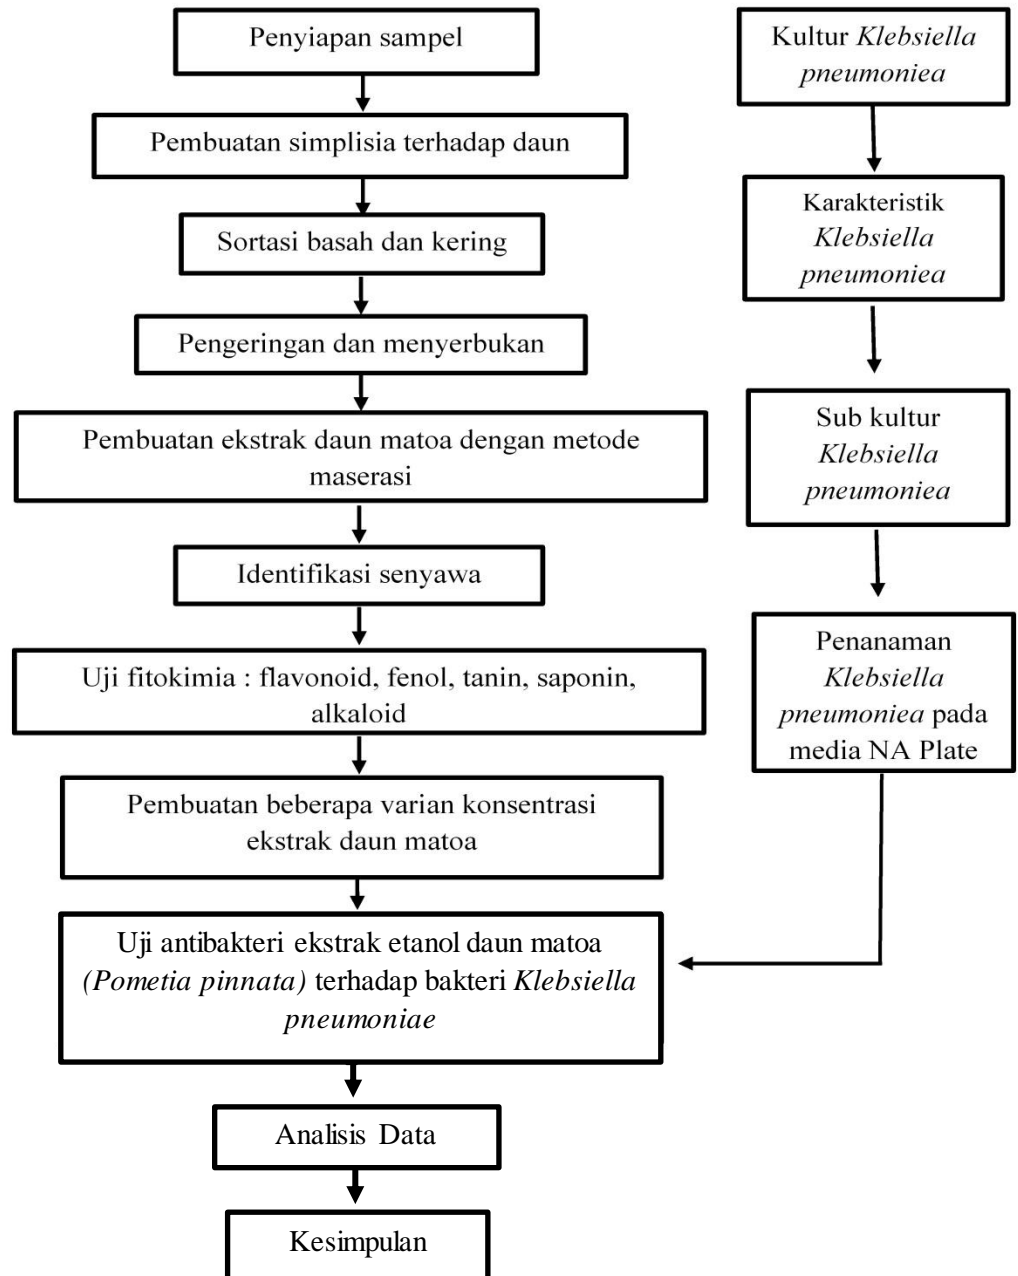 Penyiapan sampel
Pembuatan simplisia terhadap daun
Sortasi basah dan kering
Pengeringan dan menyerbukan
Pembuatan ekstrak daun matoa dengan metode
maserasi
Identifikasi senyawa
Uji fitokimia : flavonoid, fenol, tanin, saponin,
alkaloid
Pembuatan beberapa varian konsentrasi
ekstrak daun matoa
Uji antibakteri ekstrak etanol daun matoa
(Pometia pinnata) terhadap bakteri Klebsiella
pneumoniae
Analisis Data
Kesimpulan
Kultur Klebsiella
pneumoniea
Karakteristik
Klebsiella
pneumoniea
Sub kultur
Klebsiella
pneumoniea
Penanaman
Klebsiella
pneumoniea pada
media NA Plate